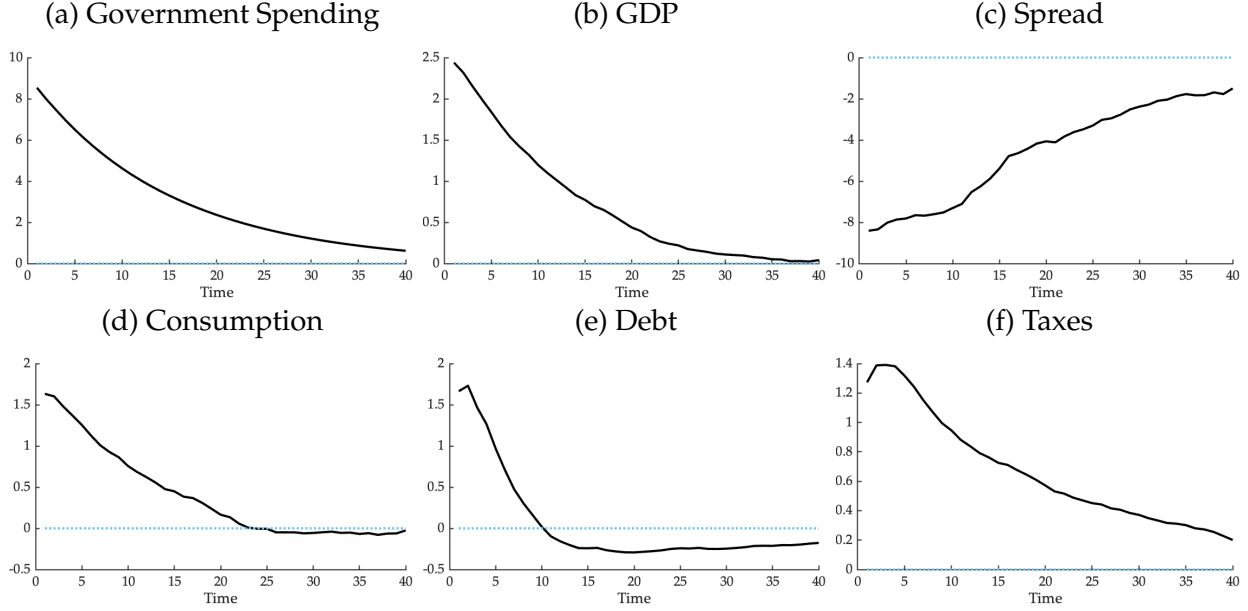 (a) Government Spending
10
8
6
4
2
0
0 5 10 15 20 25 30 35 40
Time
(b) GDP
2.5
2
1.5
1
0.5
0
0 5 10 15 20 25 30 35 40
Time
(c) Spread
0
-2
-4
-6
-8
-10
0 5 10 15 20 25 30 35 40
Time
(d) Consumption
2
1.5
1
0.5
0
-0.5
0 5 10 15 20 25 30 35 40
Time
(e) Debt
2
1.5
1
0.5
0
-0.5
0 5 10 15 20 25 30 35 40
Time
(f) Taxes
1.4
1.2
1
0.8
0.6
0.4
0.2
0
0 5 10 15 20 25 30 35 40
Time